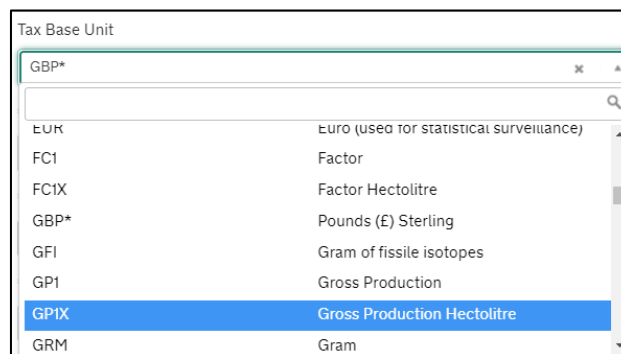 Tax Base Unit
GBP*
EUR Euro (used for statistical surveillance)
FC1 Factor
FC1X Factor Hectolitre
GBP* Pounds (£) Sterling
GFI Gram of fissile isotopes
GP1 Gross Production
GP1X Gross Production Hectolitre
GRM Gram